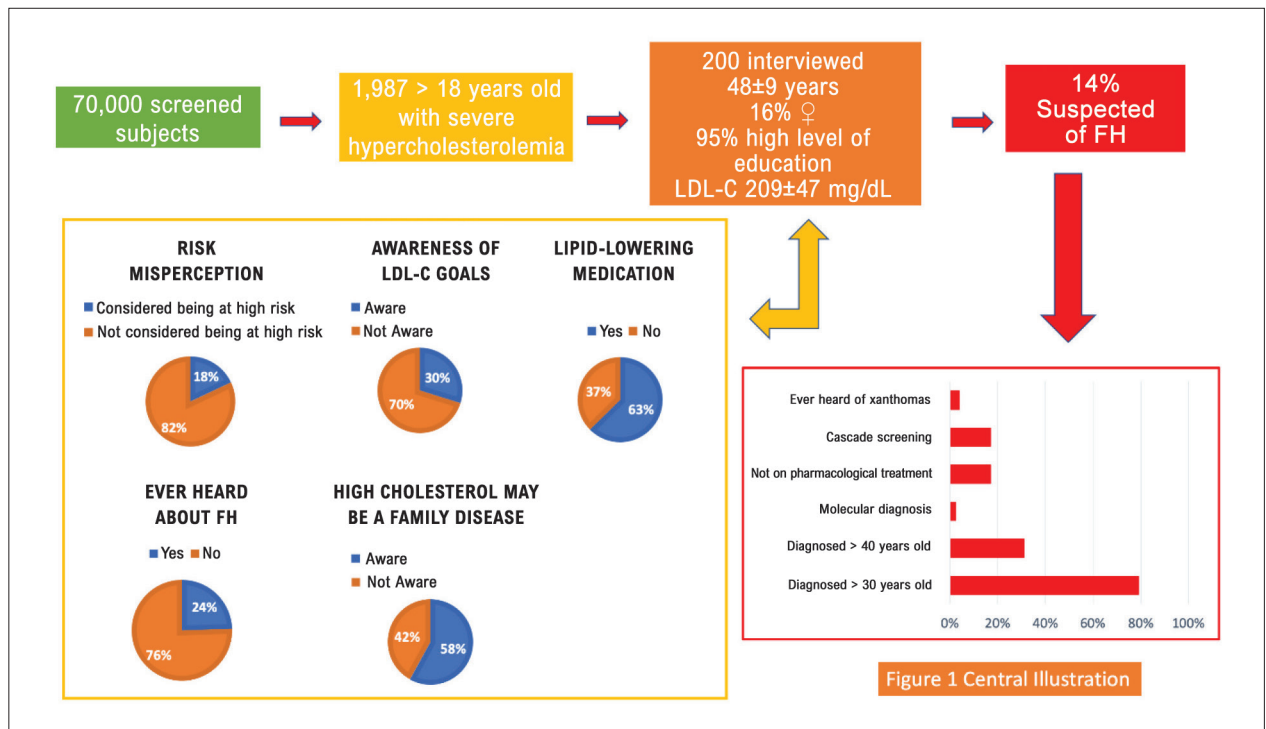 70,000 screened
subjects
1,987 > 18 years old
with severe
hypercholesterolemia
200 interviewed
48±9 years
16% ♀
95% high level of
education
LDL-C 209±47 mg/dL
14%
Suspected
of FH
RISK
MISPERCEPTION
Considered being at high risk
Not considered being at high risk
18%
82%
AWARENESS OF
LDL-C GOALS
Aware
Not Aware
30%
70%
LIPID-LOWERING
MEDICATION
Yes No
37%
63%
EVER HEARD
ABOUT FH
Yes No
24%
76%
HIGH CHOLESTEROL MAY
BE A FAMILY DISEASE
Aware
Not Aware
42%
58%
Ever heard of xanthomas
Cascade screening
Not on pharmacological treatment
Molecular diagnosis
Diagnosed > 40 years old
Diagnosed > 30 years old
0% 20% 40% 60% 80% 100%
Figure 1 Central Illustration